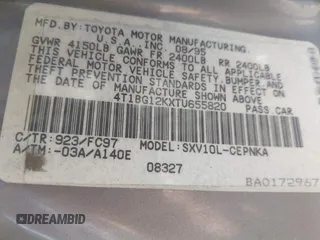 MFD.BY:TOYOTA MOTOR MANUFACTURING.
U.S.A., INC. 09/95
GVWR 4150LB GAWR FR 2400LB RR 2400LB
THIS VEHICLE CONFORMS TO ALL APPLICABLE
FEDERAL MOTOR VEHICLE SAFETY,BUMPER AND
THEFT PREVENTION STANDARDS IN EFFECT ON
THE DATE OF MANUFACTURE SHOWN ABOVE.
4T1BG12KXTU655820 PASS.CAR
C/TR: 923/FC97 MODEL: SXV10L-CEPNKA
A/TM: -03A/A140E
08327
BA0172967
© AUTOBIDMASTER